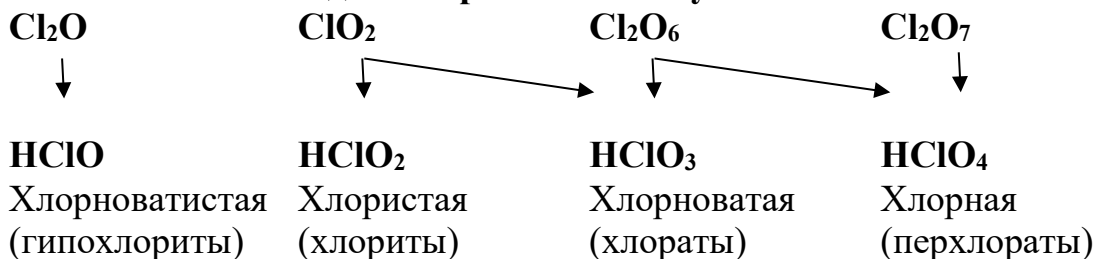 Cl₂O ClO₂ Cl₂O₆ Cl₂O₇
HClO HClO₂ HClO₃ HClO₄
Хлорноватистая Хлористая Хлорноватая Хлорная
(гипохлориты) (хлориты) (хлораты) (перхлораты)